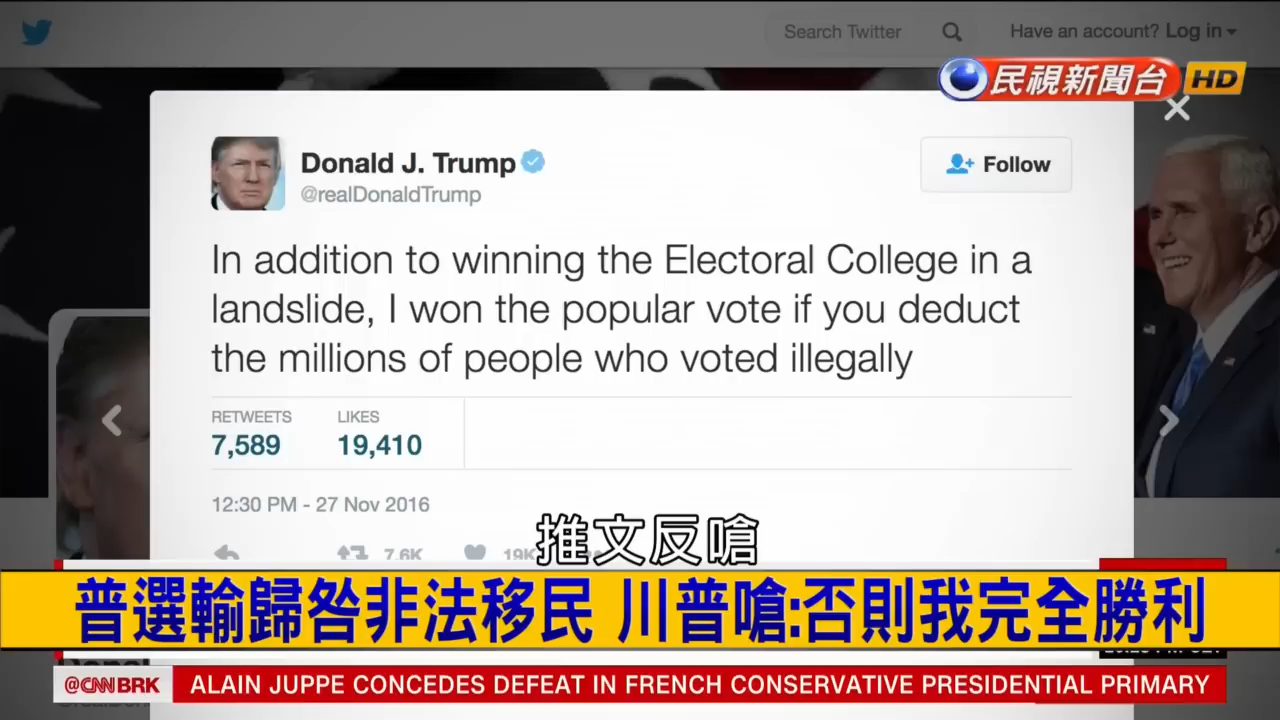 Search Twitter
Have an account? Log in
民視新聞台 HD
Donald J. Trump
Follow
@realDonaldTrump
In addition to winning the Electoral College in a
landslide, I won the popular vote if you deduct
the millions of people who voted illegally
RETWEETS LIKES
7,589 19,410
12:30 PM - 27 Nov 2016
7.6K 19K
推文反嗆
普選輸歸咎非法移民 川普嗆:否則我完全勝利
@CNNBRK ALAIN JUPPE CONCEDES DEFEAT IN FRENCH CONSERVATIVE PRESIDENTIAL PRIMARY